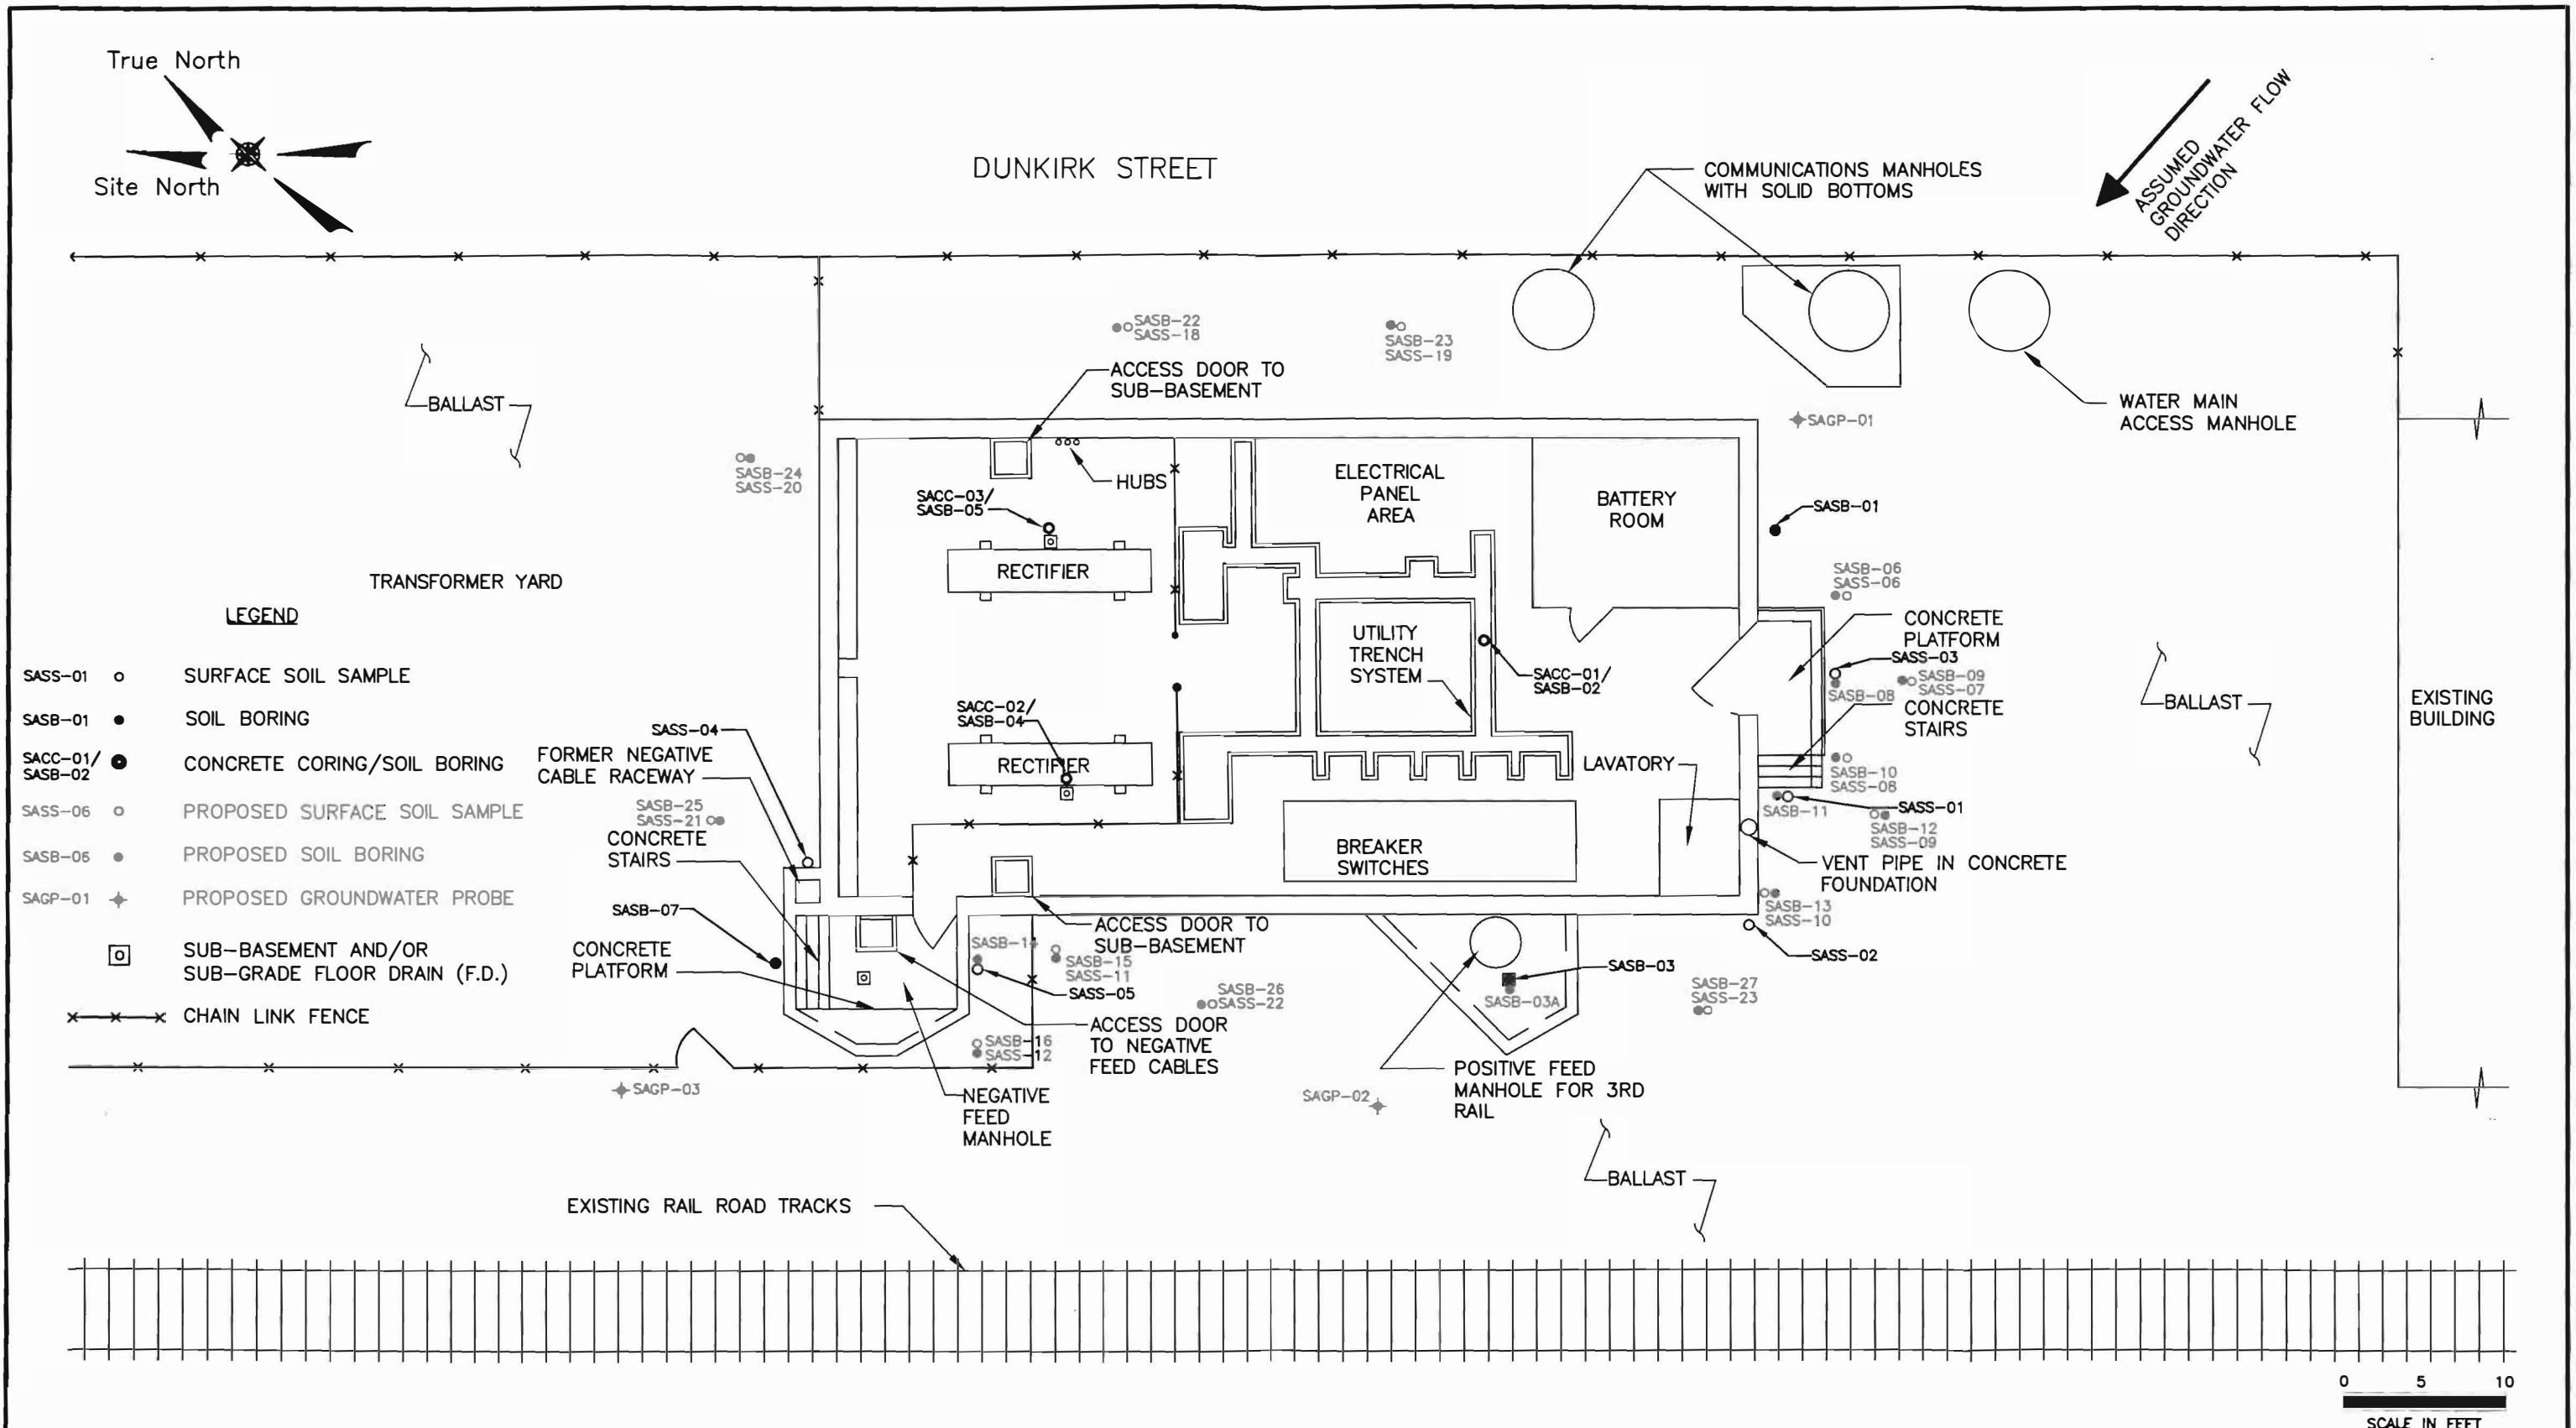 True North
Site North
DUNKIRK STREET
COMMUNICATIONS MANHOLES
WITH SOLID BOTTOMS
ASSUMED
GROUNDWATER FLOW
DIRECTION
SASB-22
SASS-18
SASB-23
SASS-19
ACCESS DOOR TO
SUB-BASEMENT
BALLAST
WATER MAIN
ACCESS MANHOLE
SAGP-01
SASB-24
SASS-20
HUBS
ELECTRICAL
PANEL
AREA
BATTERY
ROOM
SACC-03/
SASB-05
SASB-01
RECTIFIER
TRANSFORMER YARD
SASB-06
SASS-06
LEGEND
SASS-01 SURFACE SOIL SAMPLE
SASB-01 SOIL BORING
SACC-01/
SASB-02
CONCRETE CORING/SOIL BORING
SASS-06 PROPOSED SURFACE SOIL SAMPLE
SASB-06 PROPOSED SOIL BORING
SAGP-01 PROPOSED GROUNDWATER PROBE
SUB-BASEMENT AND/OR
SUB-GRADE FLOOR DRAIN (F.D.)
CHAIN LINK FENCE
UTILITY
TRENCH
SYSTEM
SACC-01/
SASB-02
CONCRETE
PLATFORM
SASS-03
SASB-09
SASS-07
SASB-08
CONCRETE
STAIRS
BALLAST
EXISTING
BUILDING
SACC-02/
SASB-04
RECTIFIER
SASS-04
FORMER NEGATIVE
CABLE RACEWAY
LAVATORY
SASB-10
SASS-08
SASS-01
SASB-11
SASB-12
SASS-09
SASB-25
SASS-21
CONCRETE
STAIRS
BREAKER
SWITCHES
VENT PIPE IN CONCRETE
FOUNDATION
SASB-13
SASS-10
SASS-02
SASB-07
CONCRETE
PLATFORM
ACCESS DOOR TO
SUB-BASEMENT
SASB-14
SASB-15
SASS-11
SASS-05
SASB-26
SASS-22
SASB-03
SASB-03A
SASB-27
SASS-23
ACCESS DOOR
TO NEGATIVE
FEED CABLES
SASB-16
SASS-12
SAGP-03
NEGATIVE
FEED
MANHOLE
SAGP-02
POSITIVE FEED
MANHOLE FOR 3RD
RAIL
BALLAST
EXISTING RAIL ROAD TRACKS
0 5 10
SCALE IN FEET